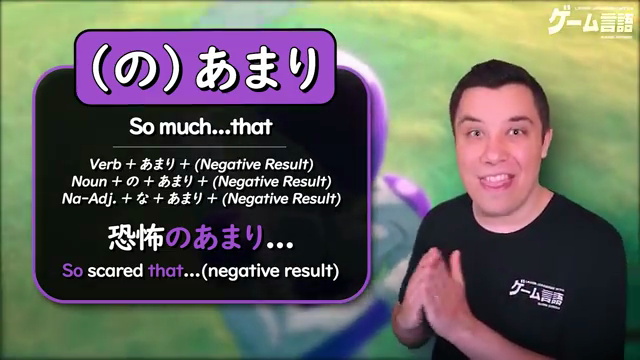 (の)あまり
So much...that
Verb + あまり + (Negative Result)
Noun + の + あまり + (Negative Result)
Na-Adj. + な + あまり + (Negative Result)
恐怖のあまり...
So scared that...(negative result)
ゲーム言語
ゲーム言語